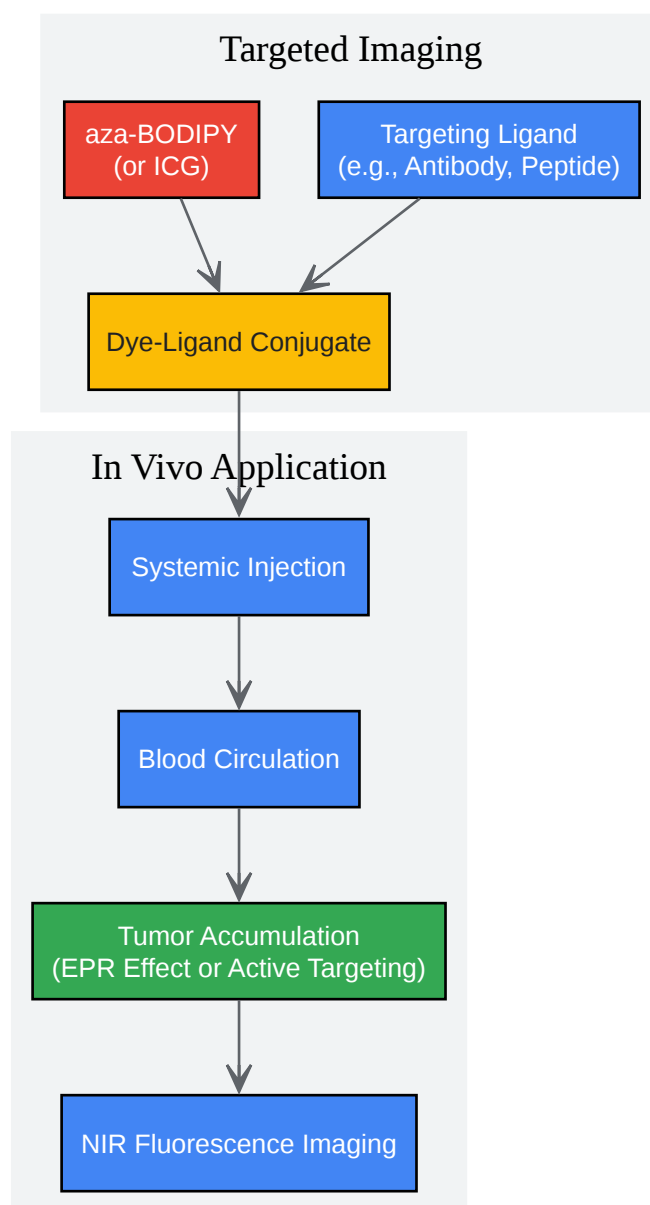 Targeted Imaging
aza-BODIPY
(or ICG)
Targeting Ligand
(e.g., Antibody, Peptide)
Dye-Ligand Conjugate
In Vivo Application
Systemic Injection
Blood Circulation
Tumor Accumulation
(EPR Effect or Active Targeting)
NIR Fluorescence Imaging